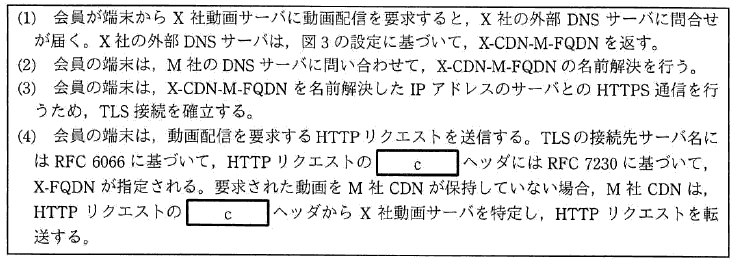 (1) 会員が端末から X 社動画サーバに動画配信を要求すると，X 社の外部 DNS サーバに問合せ
が届く。X 社の外部 DNS サーバは，図 3 の設定に基づいて，X-CDN-M-FQDN を返す。
(2) 会員の端末は，M 社の DNS サーバに問い合わせて，X-CDN-M-FQDN の名前解決を行う。
(3) 会員の端末は，X-CDN-M-FQDN を名前解決した IP アドレスのサーバとの HTTPS 通信を行
うため，TLS 接続を確立する。
(4) 会員の端末は，動画配信を要求する HTTP リクエストを送信する。TLS の接続先サーバ名に
は RFC 6066 に基づいて，HTTP リクエストの c ヘッダには RFC 7230 に基づいて，
X-FQDN が指定される。要求された動画を M 社 CDN が保持していない場合，M 社 CDN は，
HTTP リクエストの c ヘッダから X 社動画サーバを特定し，HTTP リクエストを転
送する。